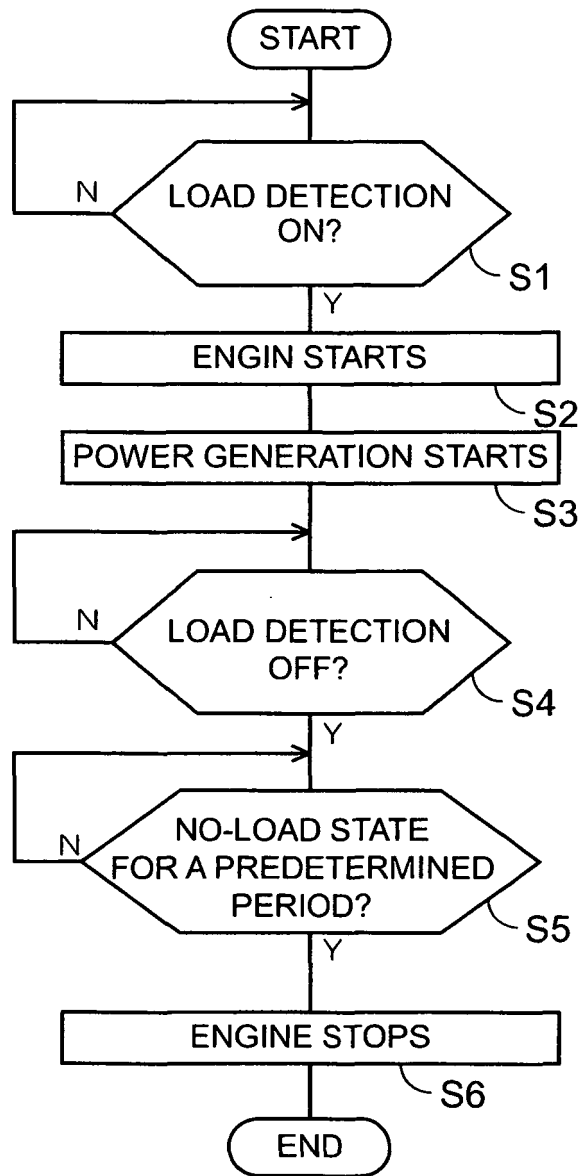 START
N
LOAD DETECTION
ON?
S1
Y
ENGIN STARTS
S2
POWER GENERATION STARTS
S3
N
LOAD DETECTION
OFF?
S4
Y
N
NO-LOAD STATE
FOR A PREDETERMINED
PERIOD?
S5
Y
ENGINE STOPS
S6
END